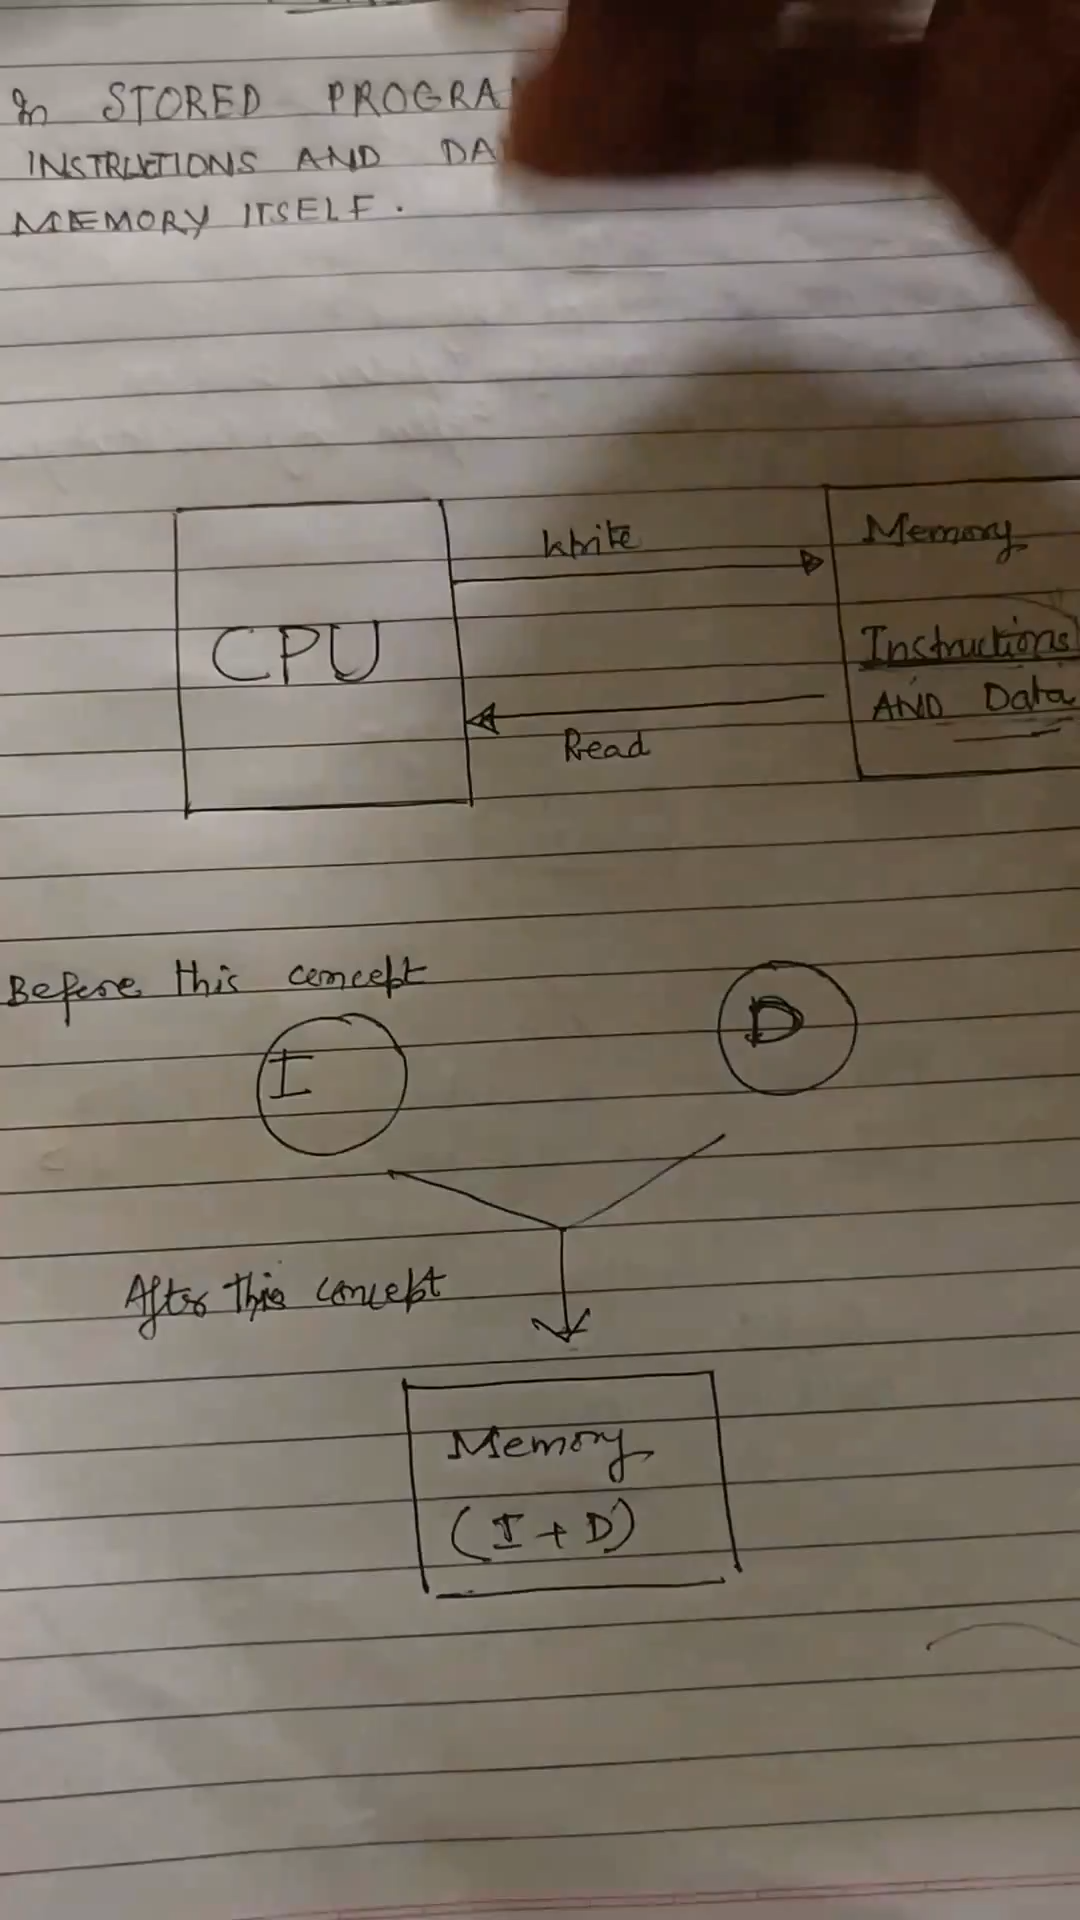 In STORED PROGRA
INSTRUCTIONS AND DA
MEMORY ITSELF.
Write
Memory
CPU
Instructions
AND Data
Read
Before this concept
I
D
After this concept
Memory
(I + D)